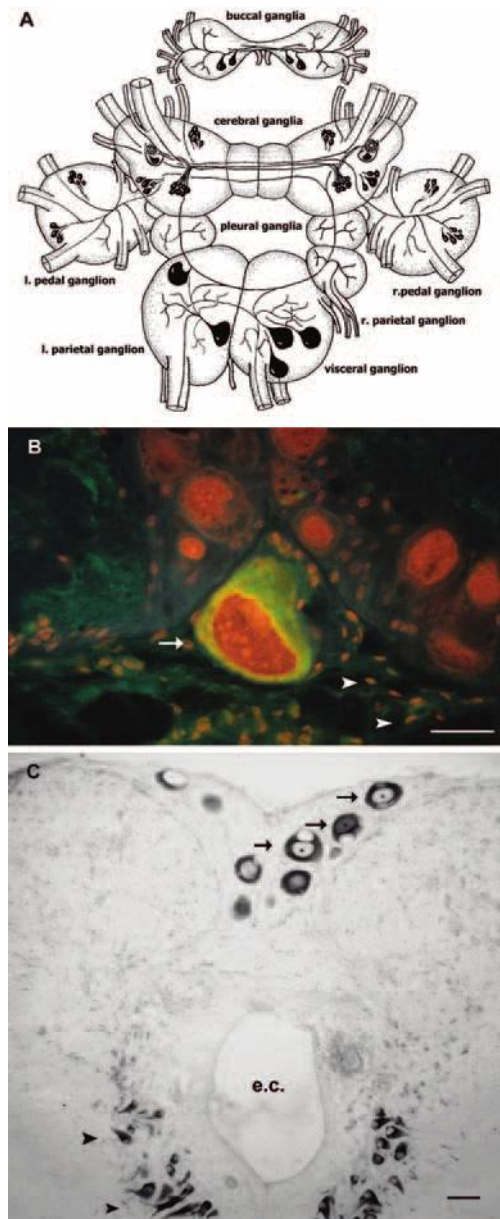 A
buccal ganglia
cerebral ganglia
pleural ganglia
l. pedal ganglion
r.pedal ganglion
r. parietal ganglion
l. parietal ganglion
visceral ganglion
B
C
e.c.